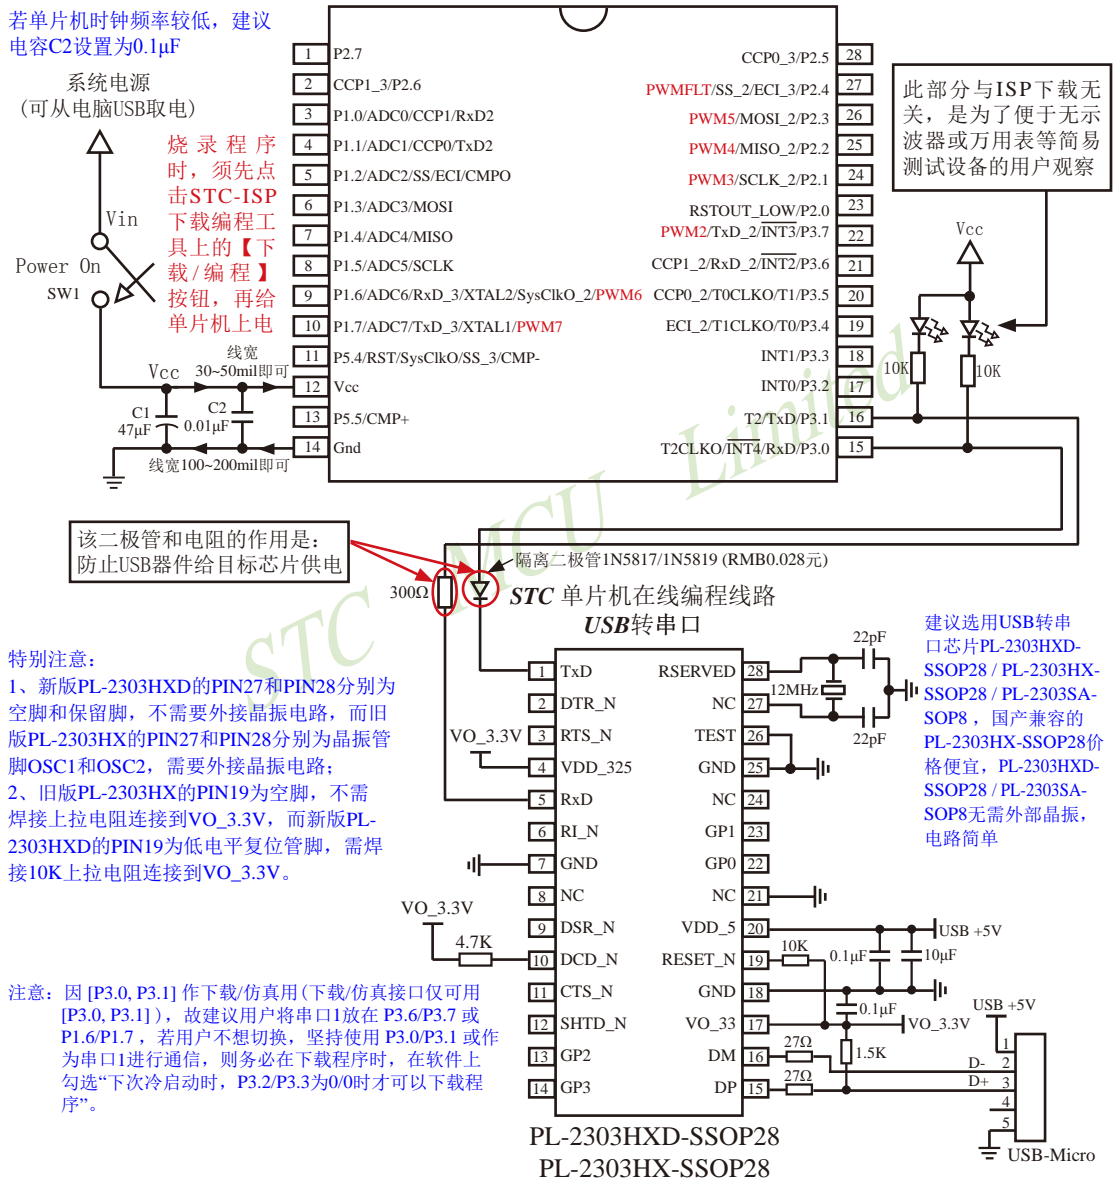 若单片机时钟频率较低，建议
电容C2设置为0.1μF
系统电源
(可从电脑USB取电)
烧录程序
时，须先点
击STC-ISP
下载编程工
具上的【下
载/编程】
按钮，再给
单片机上电
Vin
Power On
SW1
Vcc
线宽
30~50mil即可
C1
47μF
C2
0.01μF
线宽100~200mil即可
1 P2.7
2 CCP1_3/P2.6
3 P1.0/ADC0/CCP1/RxD2
4 P1.1/ADC1/CCP0/TxD2
5 P1.2/ADC2/SS/ECI/CMPO
6 P1.3/ADC3/MOSI
7 P1.4/ADC4/MISO
8 P1.5/ADC5/SCLK
9 P1.6/ADC6/RxD_3/XTAL2/SysClkO_2/PWM6
10 P1.7/ADC7/TxD_3/XTAL1/PWM7
11 P5.4/RST/SysClkO/SS_3/CMP-
12 Vcc
13 P5.5/CMP+
14 Gnd
CCP0_3/P2.5 28
PWMFLT/SS_2/ECI_3/P2.4 27
PWM5/MOSI_2/P2.3 26
PWM4/MISO_2/P2.2 25
PWM3/SCLK_2/P2.1 24
RSTOUT_LOW/P2.0 23
PWM2/TxD_2/INT3/P3.7 22
CCP1_2/RxD_2/INT2/P3.6 21
CCP0_2/T0CLKO/T1/P3.5 20
ECI_2/T1CLKO/T0/P3.4 19
INT1/P3.3 18
INT0/P3.2 17
T2/TxD/P3.1 16
T2CLKO/INT4/RxD/P3.0 15
此部分与ISP下载无
关，是为了便于无示
波器或万用表等简易
测试设备的用户观察
Vcc
10K
10K
STC MCU Limited
该二极管和电阻的作用是：
防止USB器件给目标芯片供电
300Ω
隔离二极管1N5817/1N5819 (RMB0.028元)
STC 单片机在线编程线路
USB转串口
特别注意：
1、新版PL-2303HXD的PIN27和PIN28分别为
空脚和保留脚，不需要外接晶振电路，而旧
版PL-2303HX的PIN27和PIN28分别为晶振管
脚OSC1和OSC2，需要外接晶振电路；
2、旧版PL-2303HX的PIN19为空脚，不需
焊接上拉电阻连接到VO_3.3V，而新版PL-
2303HXD的PIN19为低电平复位管脚，需焊
接10K上拉电阻连接到VO_3.3V。
VO_3.3V
VO_3.3V
4.7K
1 TxD
2 DTR_N
3 RTS_N
4 VDD_325
5 RxD
6 RI_N
7 GND
8 NC
9 DSR_N
10 DCD_N
11 CTS_N
12 SHTD_N
13 GP2
14 GP3
RSERVED 28
NC 27
TEST 26
GND 25
NC 24
GP1 23
GP0 22
NC 21
VDD_5 20
RESET_N 19
GND 18
VO_33 17
DM 16
DP 15
22pF
12MHz
22pF
建议选用USB转串
口芯片PL-2303HXD-
SSOP28 / PL-2303HX-
SSOP28 / PL-2303SA-
SOP8 ，国产兼容的
PL-2303HX-SSOP28价
格便宜，PL-2303HXD-
SSOP28 / PL-2303SA-
SOP8无需外部晶振，
电路简单
USB +5V
10K
0.1μF
10μF
0.1μF
VO_3.3V
27Ω
1.5K
27Ω
USB +5V
D-
D+
1
2
3
4
5
USB-Micro
注意：因 [P3.0, P3.1] 作下载/仿真用（下载/仿真接口仅可用
[P3.0, P3.1] ），故建议用户将串口1放在 P3.6/P3.7 或
P1.6/P1.7 ，若用户不想切换，坚持使用 P3.0/P3.1 或作
为串口1进行通信，则务必在下载程序时，在软件上
勾选“下次冷启动时，P3.2/P3.3为0/0时才可以下载程
序”。
PL-2303HXD-SSOP28
PL-2303HX-SSOP28